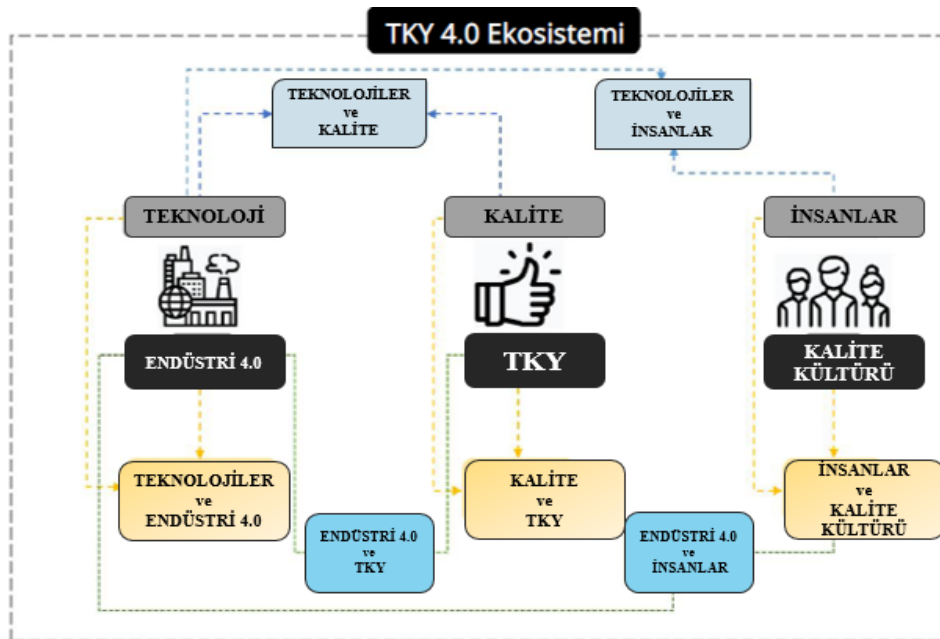 TKY 4.0 Ekosistemi
TEKNOLOJİLER
ve
KALİTE
TEKNOLOJİLER
ve
İNSANLAR
TEKNOLOJİ
KALİTE
İNSANLAR
ENDÜSTRİ 4.0
TKY
KALİTE
KÜLTÜRÜ
TEKNOLOJİLER
ve
ENDÜSTRİ 4.0
KALİTE
ve
TKY
İNSANLAR
ve
KALİTE
KÜLTÜRÜ
ENDÜSTRİ 4.0
ve
TKY
ENDÜSTRİ 4.0
ve
İNSANLAR